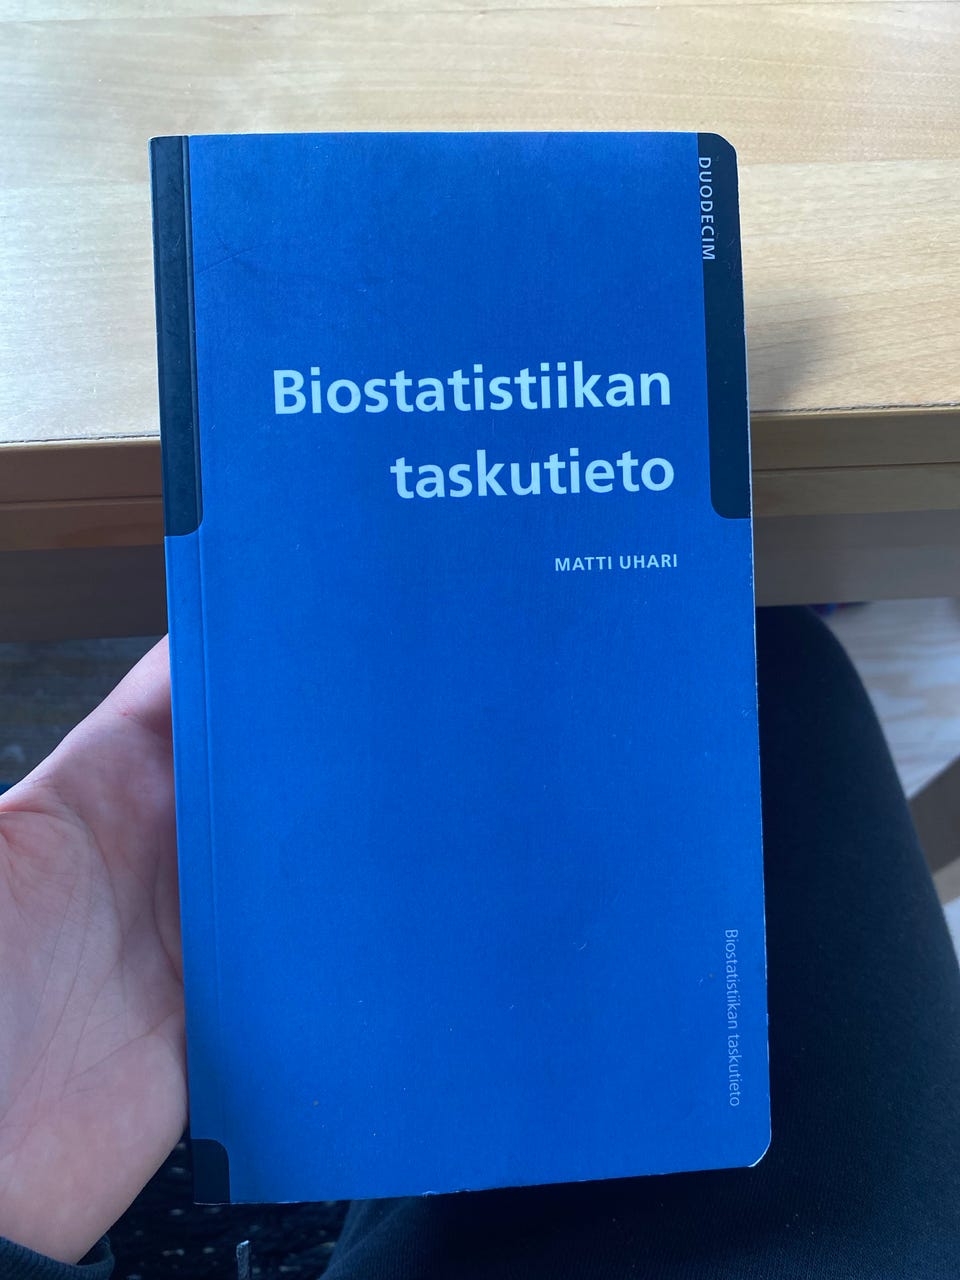 DUODECIM
Biostatistiikan
taskutieto
MATTI UHARI
Biostatistiikan taskutieto